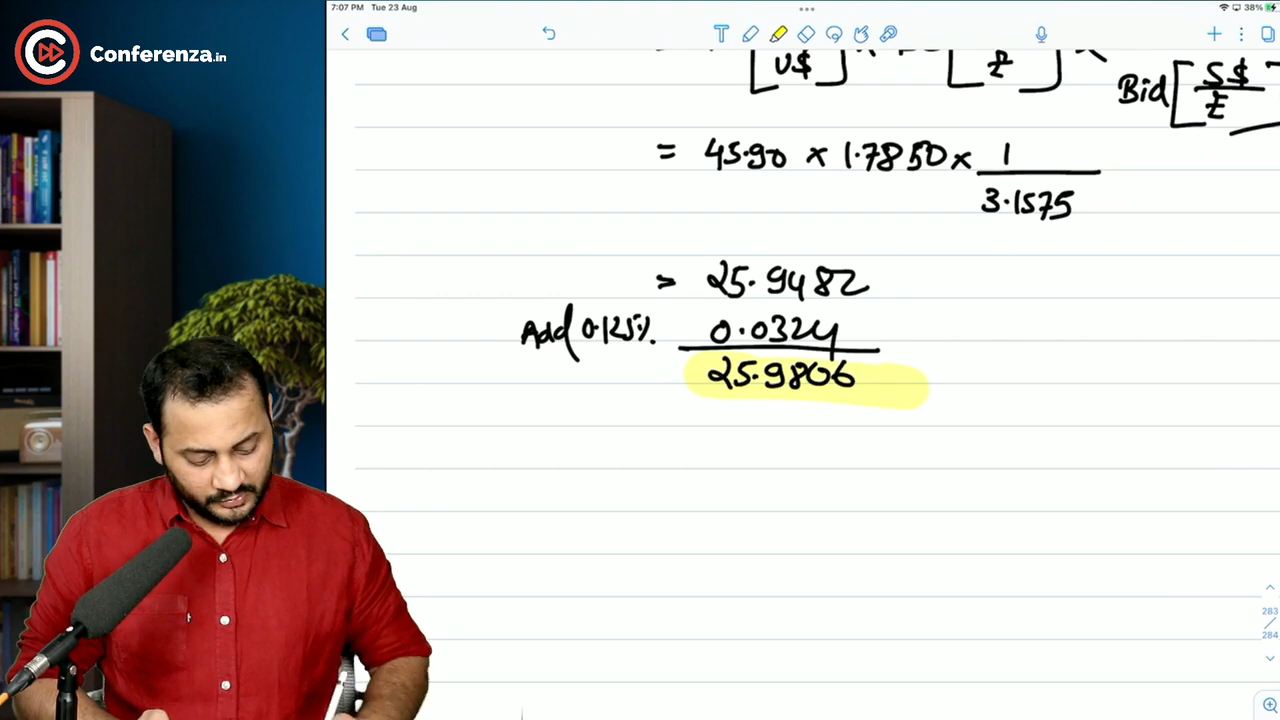 7:07 PM Tue 23 Aug
38%
Conferenza.in
[U$] × [£] ×
Bid [S$/£
= 45.90 × 1.7850 × 1/3.1575
= 25.9482
Add 0.125%. 0.0324
25.9806
283
284